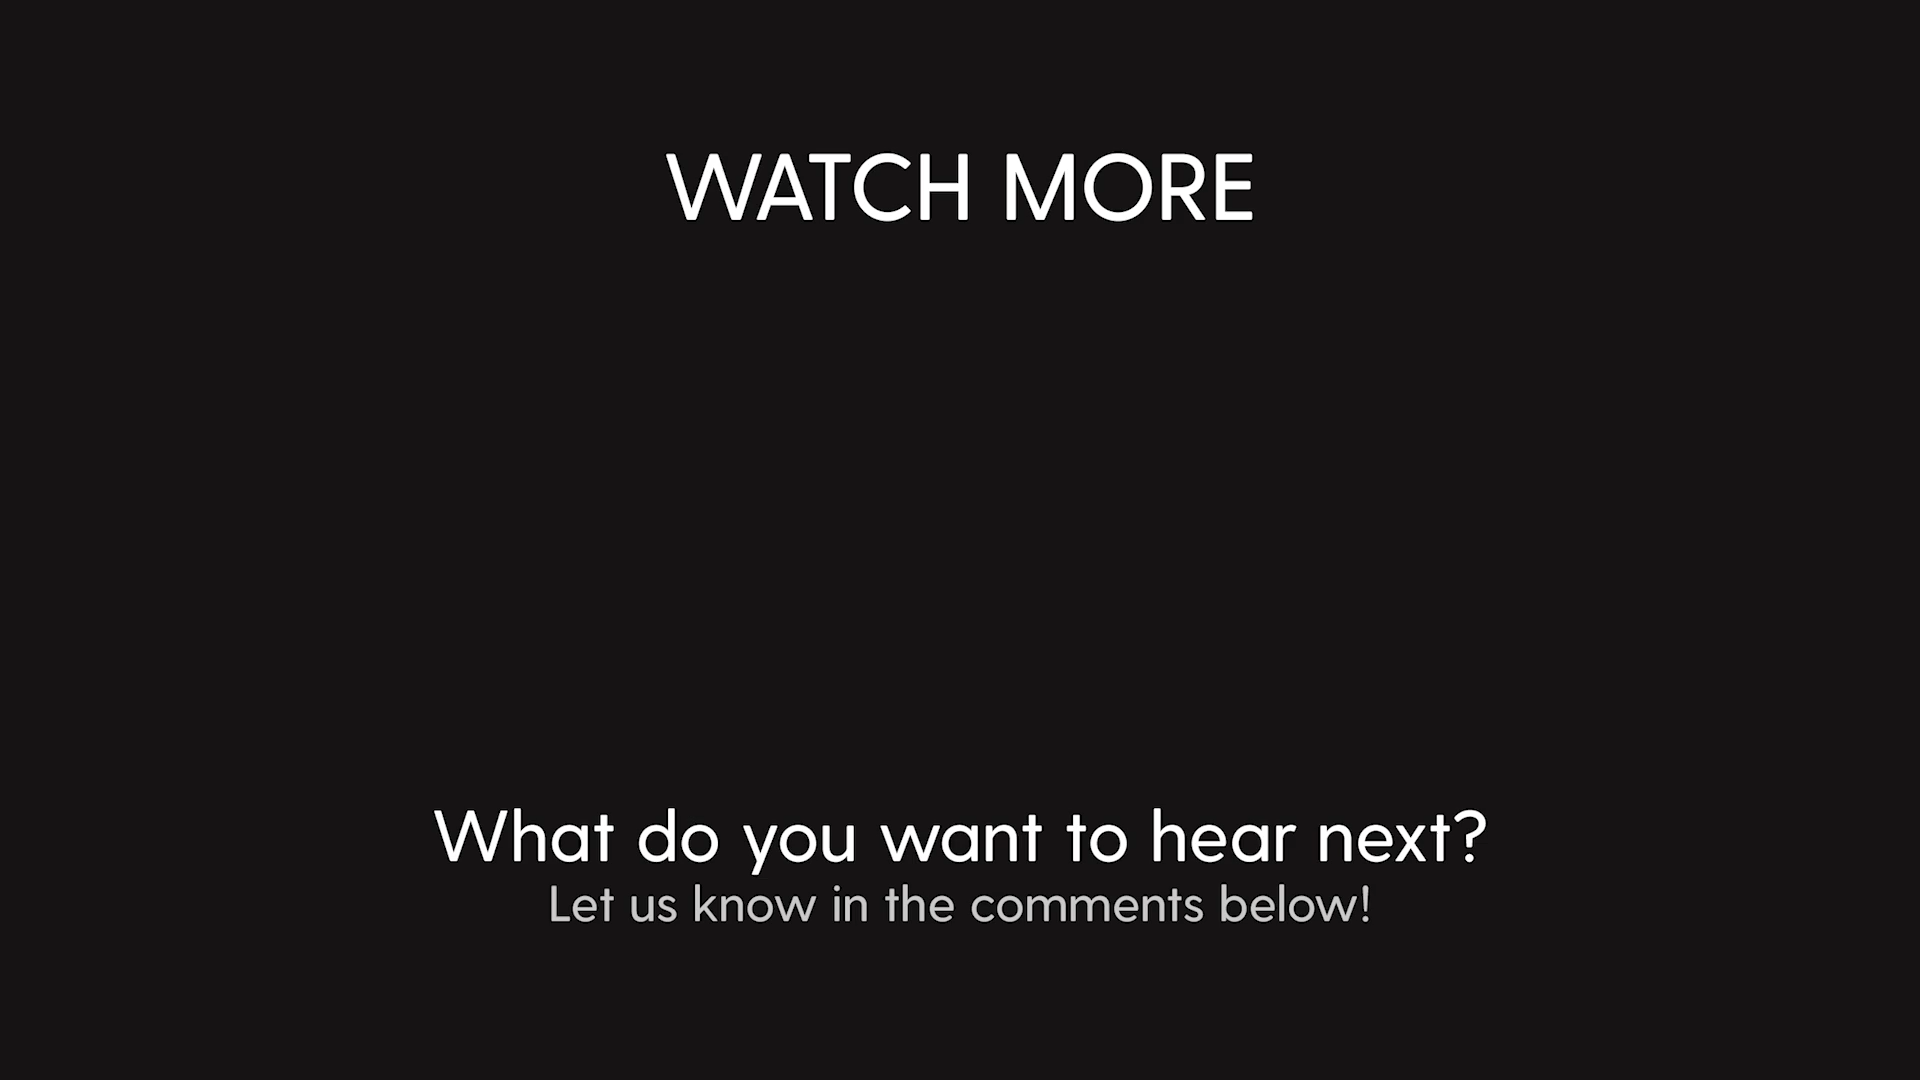 WATCH MORE
What do you want to hear next?
Let us know in the comments below!